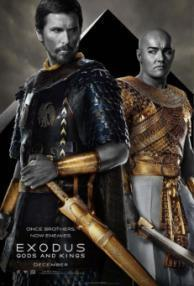 ONCE BROTHERS,
NOW ENEMIES.
EXODUS
GODS AND KINGS
DECEMBER